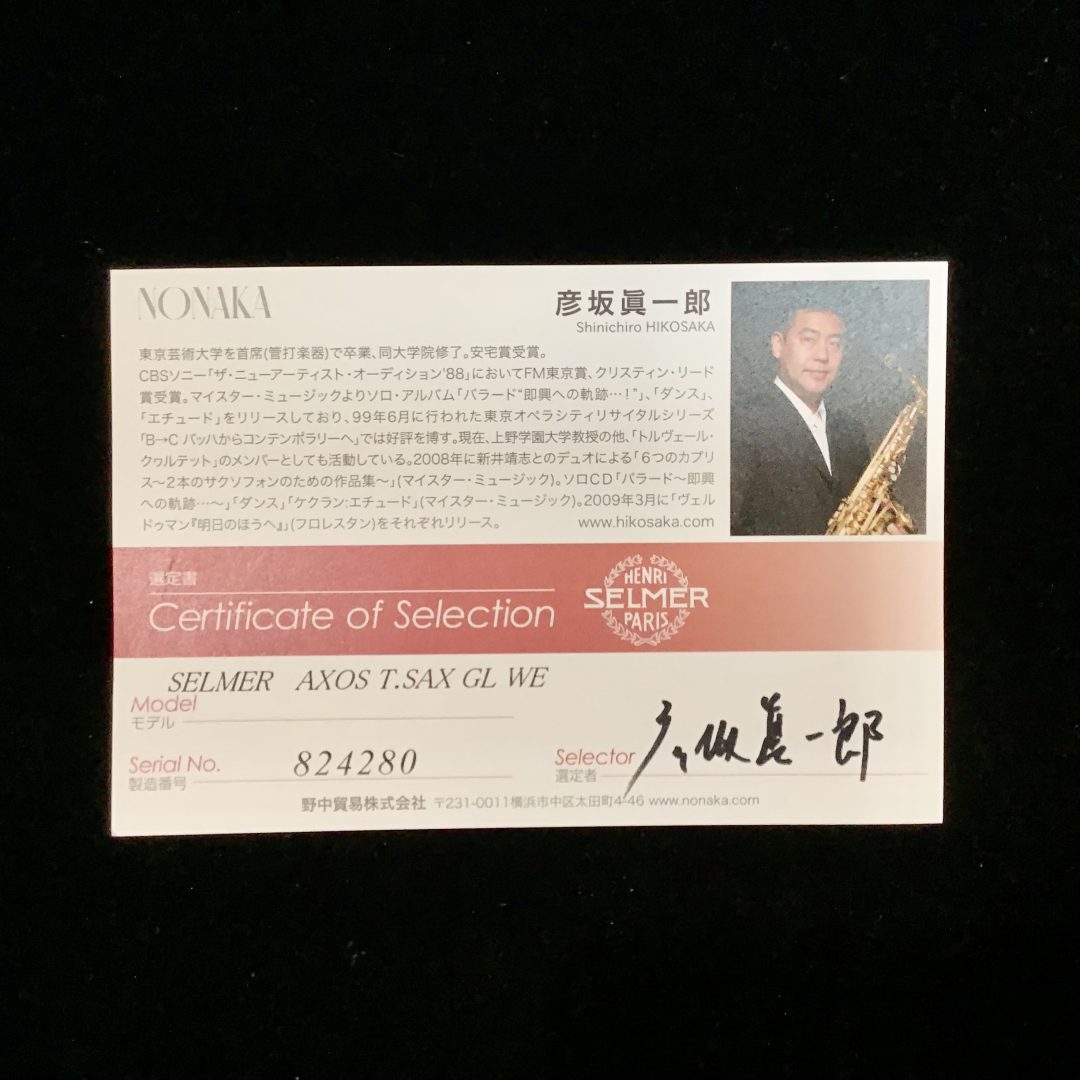 NONAKA
彦坂眞一郎
Shinichiro HIKOSAKA
東京芸術大学を首席(管打楽器)で卒業、同大学院修了。安宅賞受賞。
CBSソニー「ザ・ニューアーティスト・オーディション'88」においてFM東京賞、クリスティン・リード
賞受賞。マイスター・ミュージックよりソロ・アルバム「バラード“即興への軌跡…！”」、「ダンス」、
「エチュード」をリリースしており、99年6月に行われた東京オペラシティリサイタルシリーズ
「B→C バッハからコンテンポラリーへ」では好評を博す。現在、上野学園大学教授の他、「トルヴェール・
クヮルテット」のメンバーとしても活動している。2008年に新井靖志とのデュオによる「6つのカプリ
ス～2本のサクソフォンのための作品集～」(マイスター・ミュージック)。ソロCD「バラード～即興
への軌跡…～」「ダンス」「ケクラン:エチュード」(マイスター・ミュージック)。2009年3月に「ヴェル
ドゥマン『明日のほうへ』」(フロレスタン)をそれぞれリリース。
www.hikosaka.com
選定書
Certificate of Selection
HENRI
SELMER
PARIS
SELMER AXOS T.SAX GL WE
Model
モデル
Serial No. 824280
製造番号
Selector 彦坂眞一郎
選定者
野中貿易株式会社 〒231-0011横浜市中区太田町4-46 www.nonaka.com